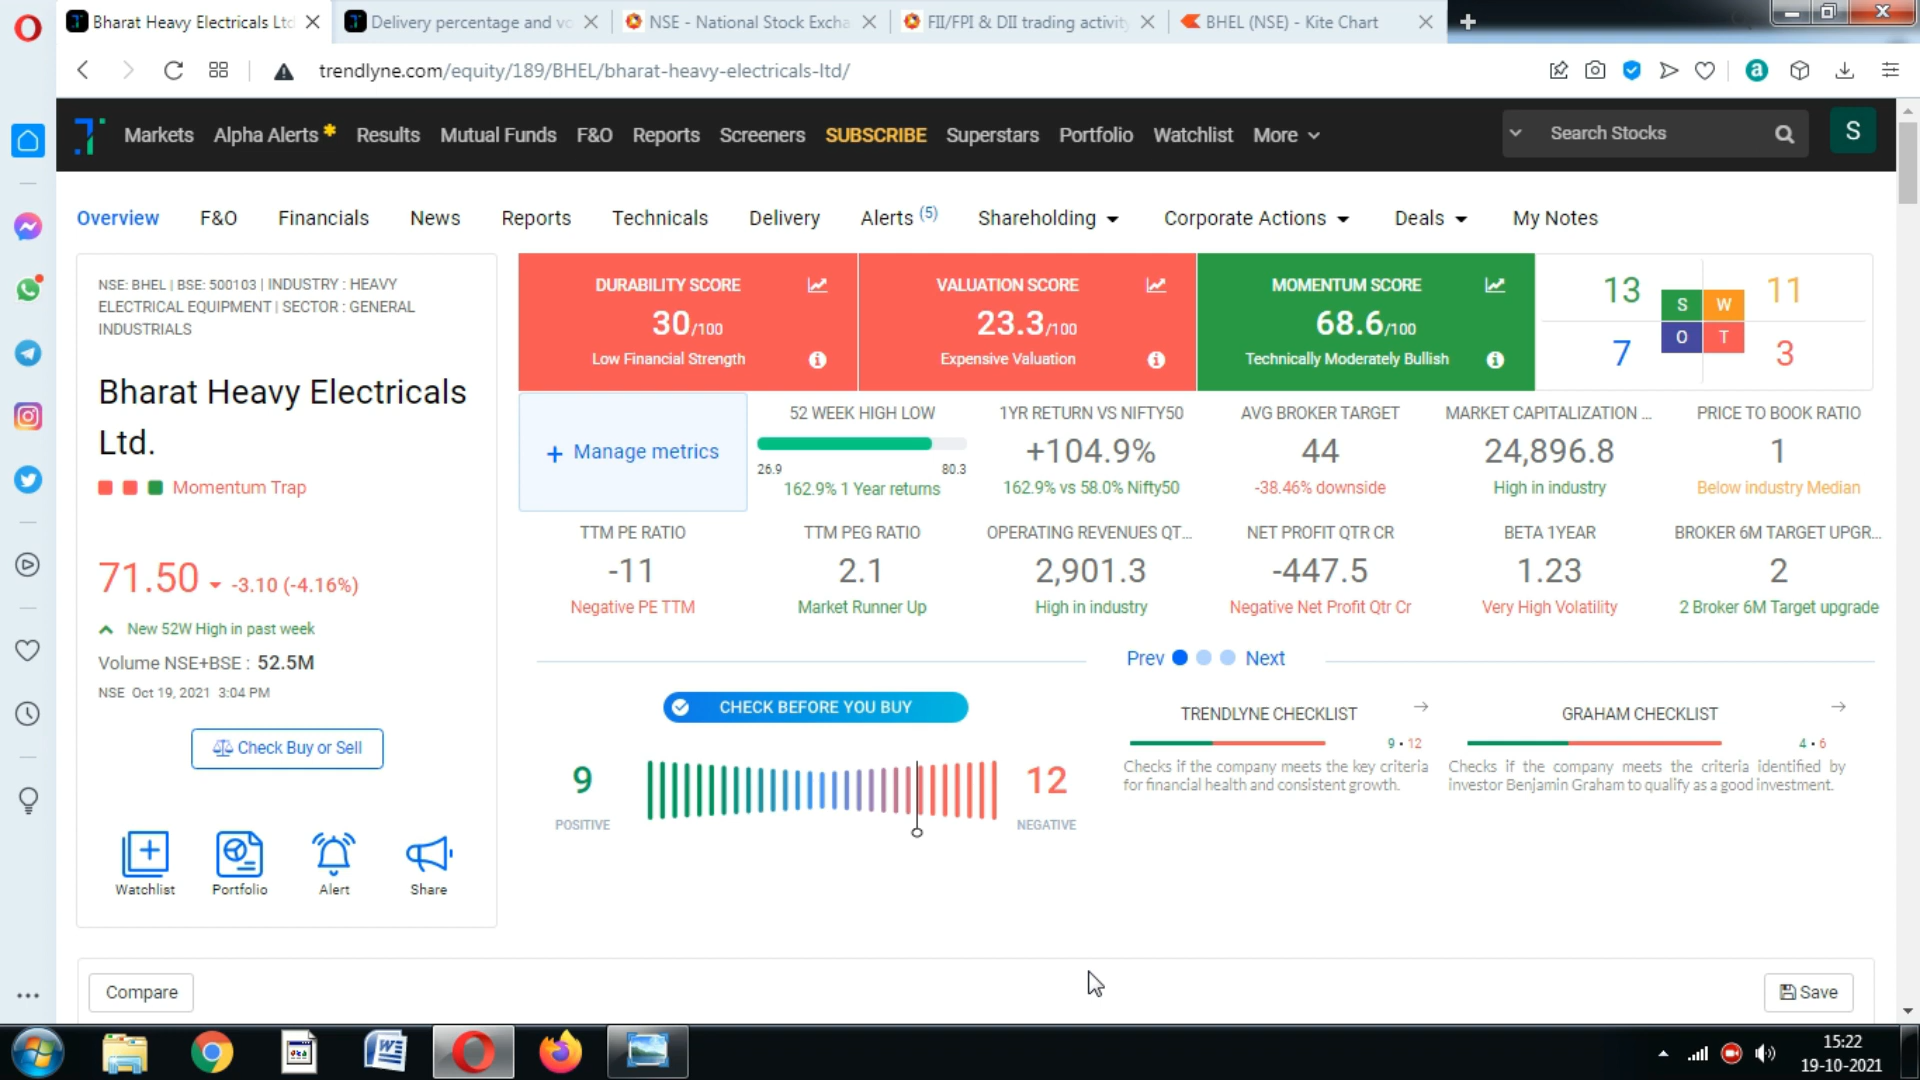 Bharat Heavy Electricals Ltd
Delivery percentage and vo
NSE - National Stock Excha
FII/FPI & DII trading activity
BHEL (NSE) - Kite Chart
trendlyne.com/equity/189/BHEL/bharat-heavy-electricals-ltd/
Markets Alpha Alerts Results Mutual Funds F&O Reports Screeners SUBSCRIBE Superstars Portfolio Watchlist More
Search Stocks
S
Overview F&O Financials News Reports Technicals Delivery Alerts (5) Shareholding Corporate Actions Deals My Notes
NSE: BHEL | BSE: 500103 | INDUSTRY : HEAVY
ELECTRICAL EQUIPMENT | SECTOR : GENERAL
INDUSTRIALS
Bharat Heavy Electricals
Ltd.
Momentum Trap
71.50 -3.10 (-4.16%)
New 52W High in past week
Volume NSE+BSE : 52.5M
NSE Oct 19, 2021 3:04 PM
Check Buy or Sell
Watchlist Portfolio Alert Share
DURABILITY SCORE
30/100
Low Financial Strength
VALUATION SCORE
23.3/100
Expensive Valuation
MOMENTUM SCORE
68.6/100
Technically Moderately Bullish
13 S W 11
7 O T 3
+ Manage metrics
52 WEEK HIGH LOW
26.9 80.3
162.9% 1 Year returns
1YR RETURN VS NIFTY50
+104.9%
162.9% vs 58.0% Nifty50
AVG BROKER TARGET
44
-38.46% downside
MARKET CAPITALIZATION ...
24,896.8
High in industry
PRICE TO BOOK RATIO
1
Below industry Median
TTM PE RATIO
-11
Negative PE TTM
TTM PEG RATIO
2.1
Market Runner Up
OPERATING REVENUES QT...
2,901.3
High in industry
NET PROFIT QTR CR
-447.5
Negative Net Profit Qtr Cr
BETA 1YEAR
1.23
Very High Volatility
BROKER 6M TARGET UPGR...
2
2 Broker 6M Target upgrade
Prev Next
CHECK BEFORE YOU BUY
9
POSITIVE
12
NEGATIVE
TRENDLYNE CHECKLIST
9 • 12
Checks if the company meets the key criteria
for financial health and consistent growth.
GRAHAM CHECKLIST
4 • 6
Checks if the company meets the criteria identified by
investor Benjamin Graham to qualify as a good investment.
Compare
Save
15:22
19-10-2021